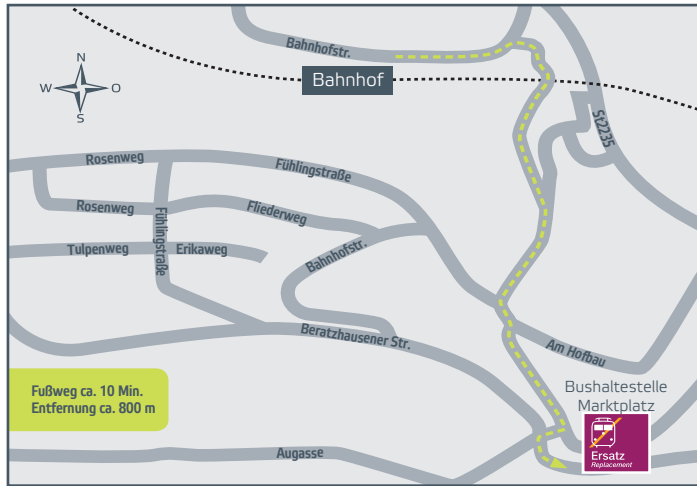 Bahnhofstr.
Bahnhof
N
W O
S
St2235
Rosenweg
Fühlingstraße
Rosenweg
Fühlingstraße
Fliederweg
Tulpenweg
Erikaweg
Bahnhofstr.
Beratzhausener Str.
Am Hofbau
Fußweg ca. 10 Min.
Entfernung ca. 800 m
Bushaltestelle
Marktplatz
Ersatz
Replacement
Augasse